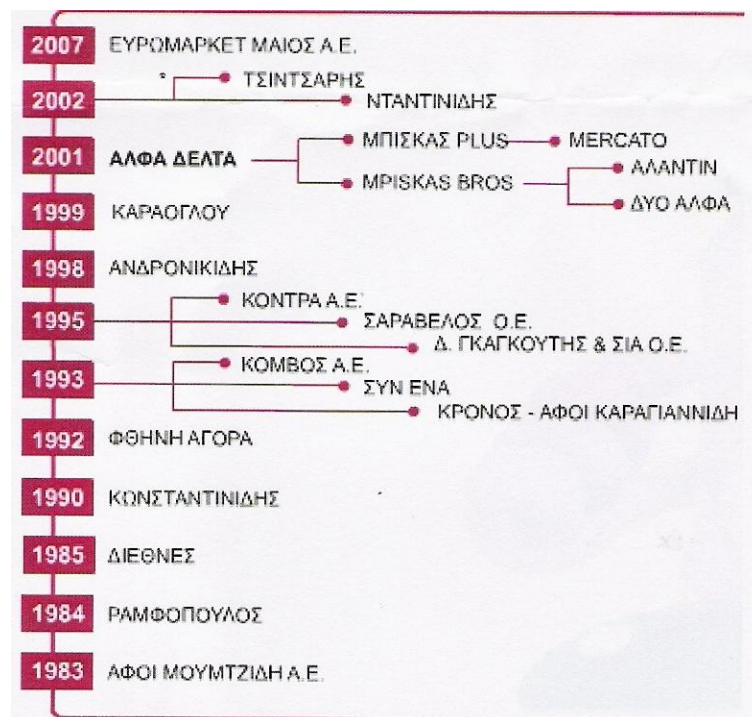 2007 ΕΥΡΩΜΑΡΚΕΤ ΜΑΙΟΣ Α.Ε.
ΤΣΙΝΤΣΑΡΗΣ
2002 ΝΤΑΝΤΙΝΙΔΗΣ
ΜΠΙΣΚΑΣ PLUS MERCATO
2001 ΑΛΦΑ ΔΕΛΤΑ
ΑΛΑΝΤΙΝ
MPISKAS BROS
ΔΥΟ ΑΛΦΑ
1999 ΚΑΡΑΟΓΛΟΥ
1998 ΑΝΔΡΟΝΙΚΙΔΗΣ
ΚΟΝΤΡΑ Α.Ε.
1995 ΣΑΡΑΒΕΛΟΣ Ο.Ε.
Δ. ΓΚΑΓΚΟΥΤΗΣ & ΣΙΑ Ο.Ε.
ΚΟΜΒΟΣ Α.Ε.
1993 ΣΥΝ ΕΝΑ
ΚΡΟΝΟΣ - ΑΦΟΙ ΚΑΡΑΓΙΑΝΝΙΔΗ
1992 ΦΘΗΝΗ ΑΓΟΡΑ
1990 ΚΩΝΣΤΑΝΤΙΝΙΔΗΣ
1985 ΔΙΕΘΝΕΣ
1984 ΡΑΜΦΟΠΟΥΛΟΣ
1983 ΑΦΟΙ ΜΟΥΜΤΖΙΔΗ Α.Ε.